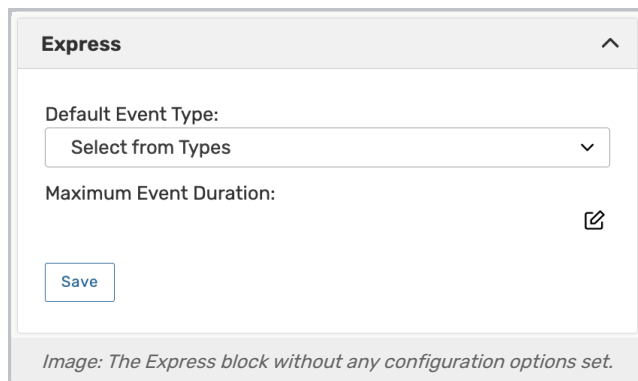 Express
Default Event Type:
Select from Types
Maximum Event Duration:
Save
Image: The Express block without any configuration options set.